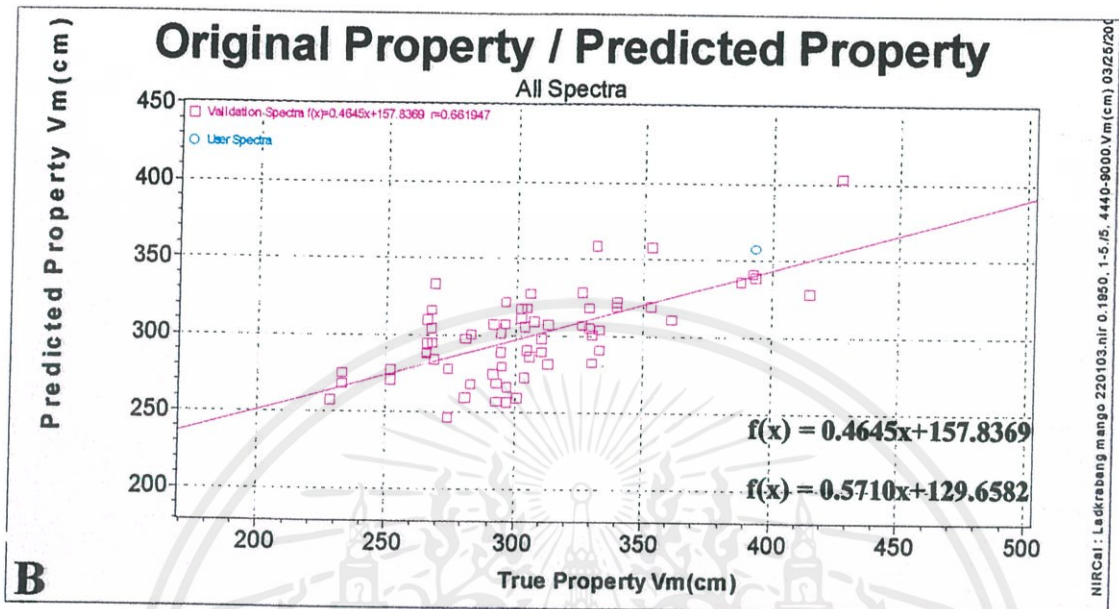 Original Property / Predicted Property
All Spectra
Predicted Property Vm(cm)
450
400
350
300
250
200
Validation-Spectra f(x)=0.4645x+157.8369 r=0.661947
User Spectra
f(x) = 0.4645x+157.8369
f(x) = 0.5710x+129.6582
200
250
300
350
400
450
500
True Property Vm(cm)
B
NIRCal : Ladkrabang mango 220103.nir 0.1950, 1-5 /5, 4440-9000.Vm(cm) 03/25/20